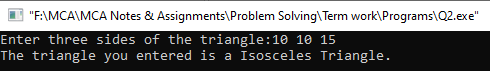 "F:\MCA\MCA Notes & Assignments\Problem Solving\Term work\Programs\Q2.exe"
Enter three sides of the triangle:10 10 15
The triangle you entered is a Isosceles Triangle.